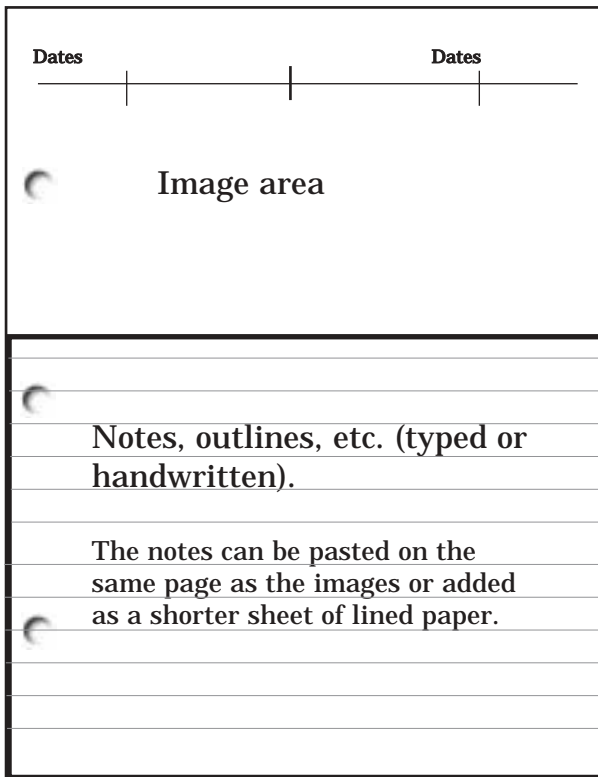 Dates Dates
Image area
Notes, outlines, etc. (typed or
handwritten).
The notes can be pasted on the
same page as the images or added
as a shorter sheet of lined paper.